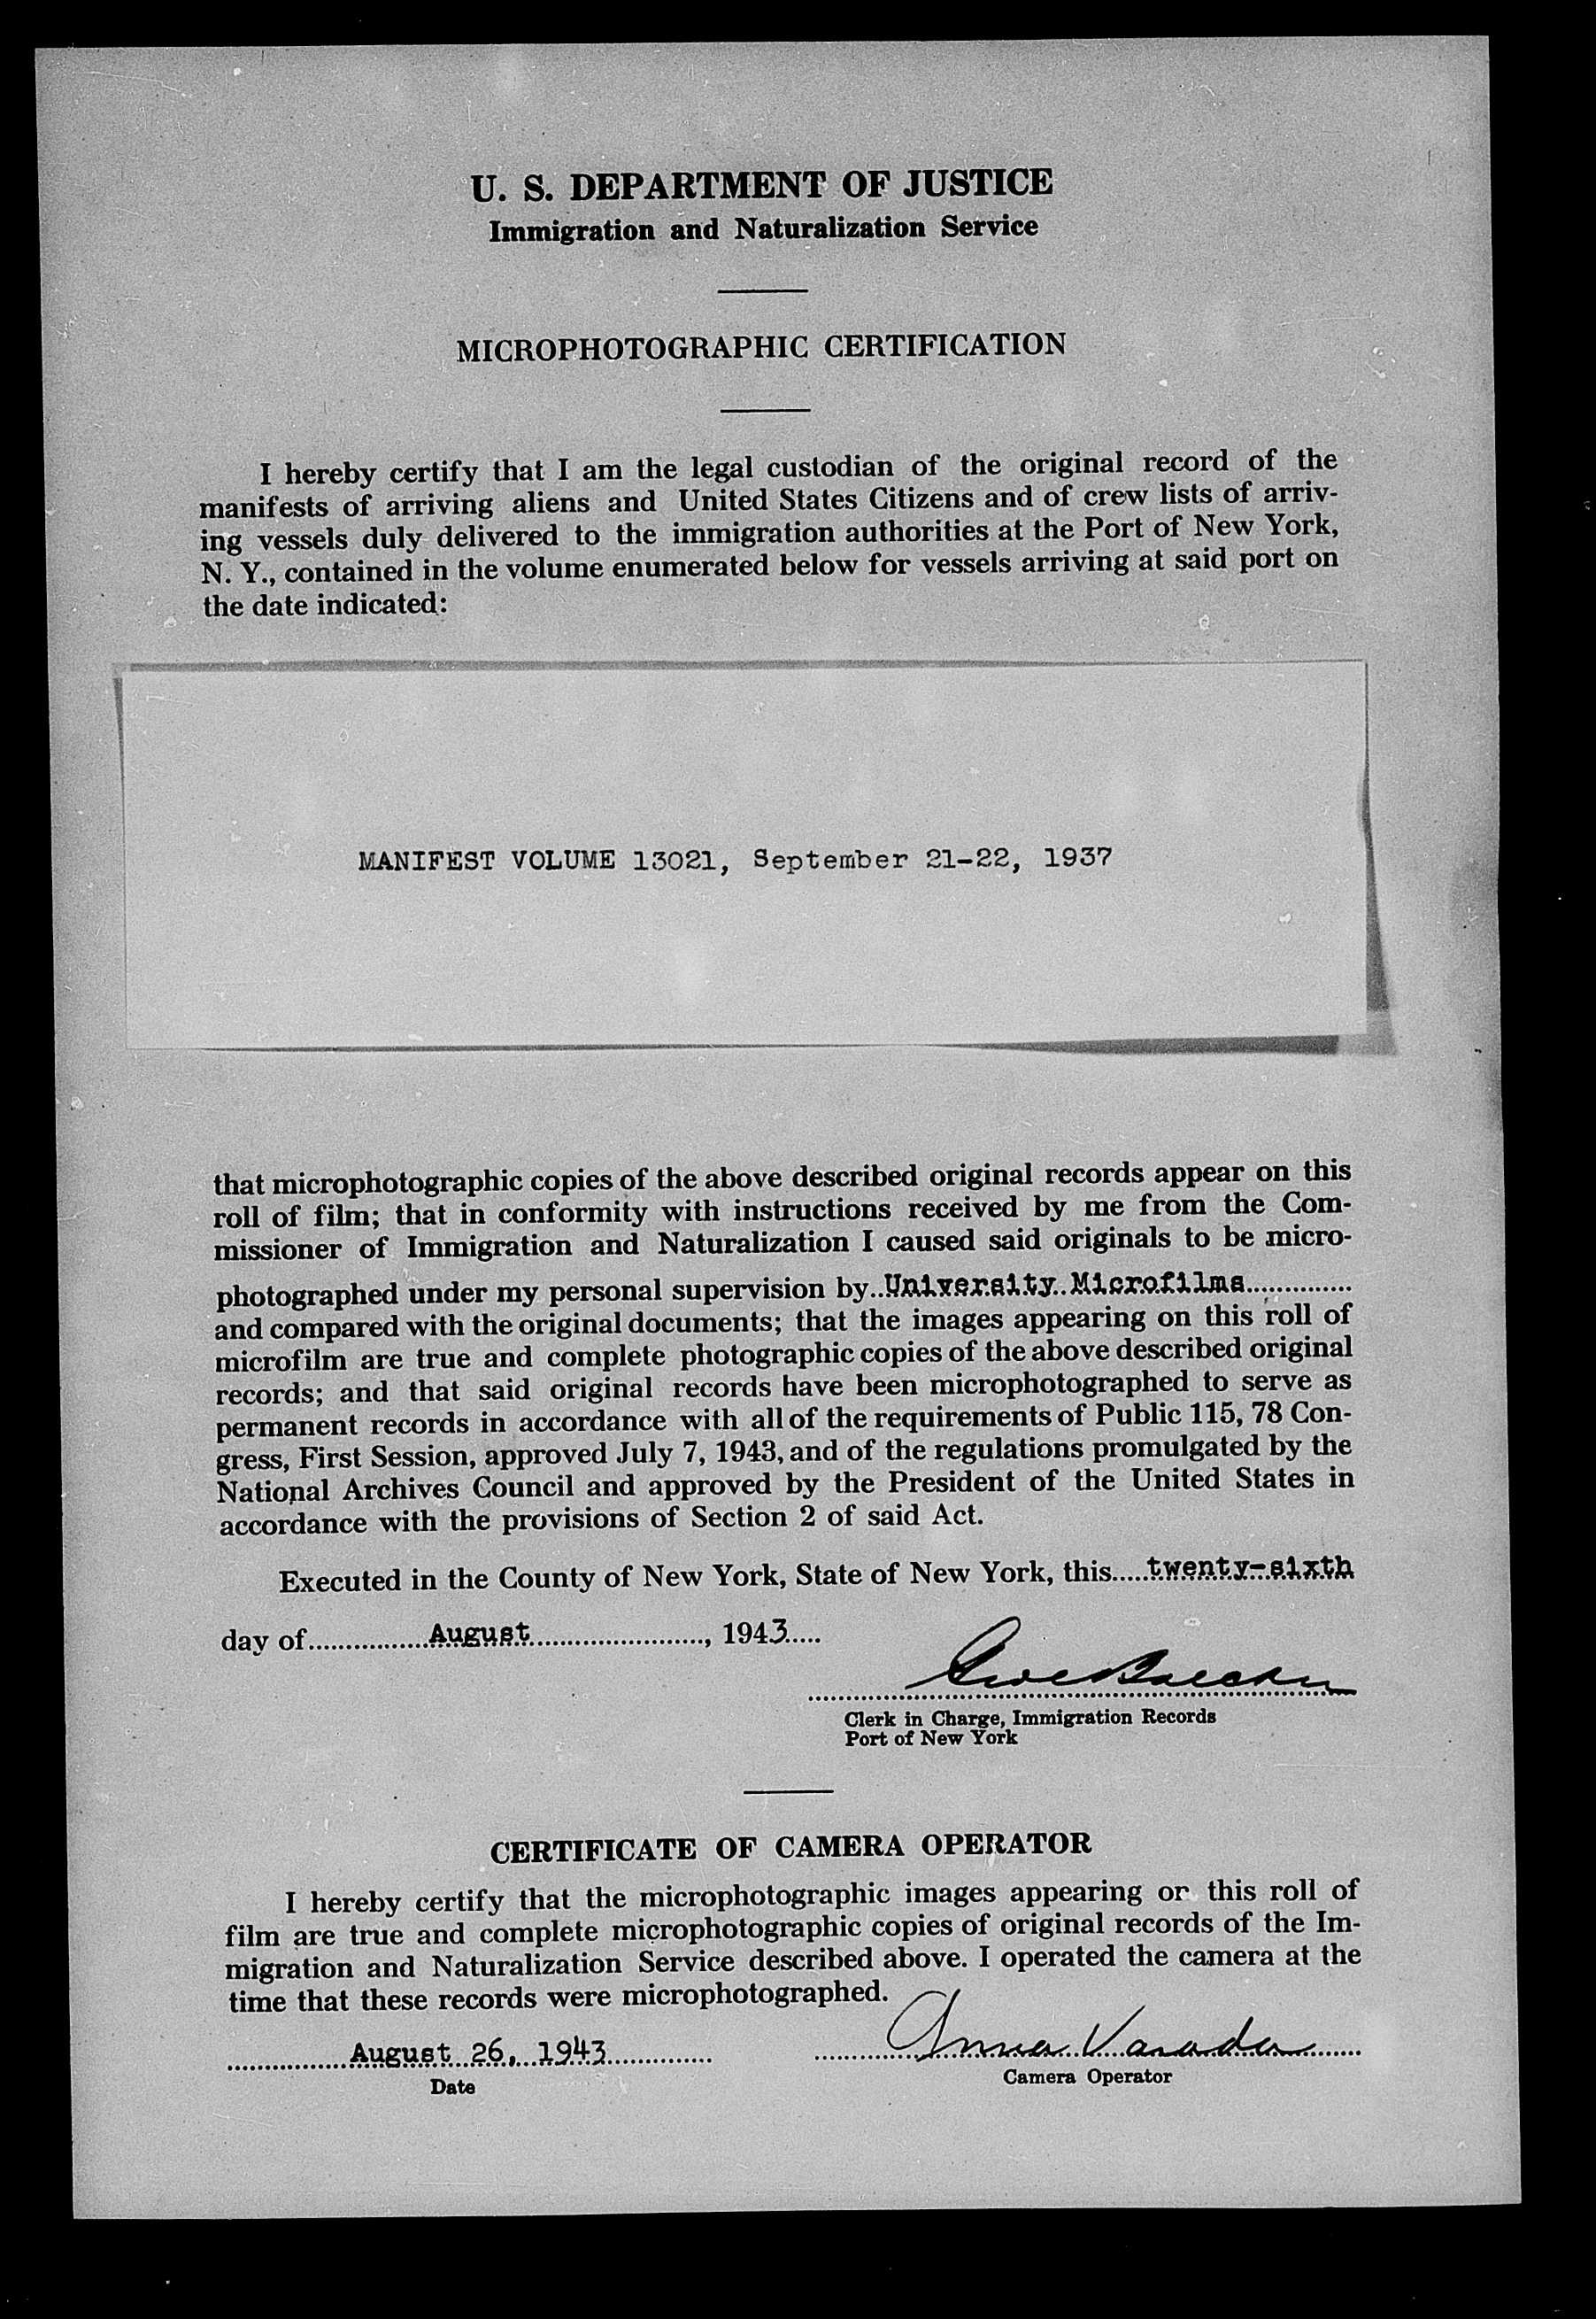 U. S. DEPARTMENT OF JUSTICE
Immigration and Naturalization Service
MICROPHOTOGRAPHIC CERTIFICATION
I hereby certify that I am the legal custodian of the original record of the
manifests of arriving aliens and United States Citizens and of crew lists of arriv-
ing vessels duly delivered to the immigration authorities at the Port of New York,
N. Y., contained in the volume enumerated below for vessels arriving at said port on
the date indicated:
MANIFEST VOLUME 13021, September 21-22, 1937
that microphotographic copies of the above described original records appear on this
roll of film; that in conformity with instructions received by me from the Com-
missioner of Immigration and Naturalization I caused said originals to be micro-
photographed under my personal supervision by..University Microfilms..............
and compared with the original documents; that the images appearing on this roll of
microfilm are true and complete photographic copies of the above described original
records; and that said original records have been microphotographed to serve as
permanent records in accordance with all of the requirements of Public 115, 78 Con-
gress, First Session, approved July 7, 1943, and of the regulations promulgated by the
National Archives Council and approved by the President of the United States in
accordance with the provisions of Section 2 of said Act.
Executed in the County of New York, State of New York, this.....twenty-sixth
day of................August......................., 1943.....
Clerk in Charge, Immigration Records
Port of New York
CERTIFICATE OF CAMERA OPERATOR
I hereby certify that the microphotographic images appearing or this roll of
film are true and complete microphotographic copies of original records of the Im-
migration and Naturalization Service described above. I operated the camera at the
time that these records were microphotographed.
August 26, 1943 Anna Varada
Date Camera Operator